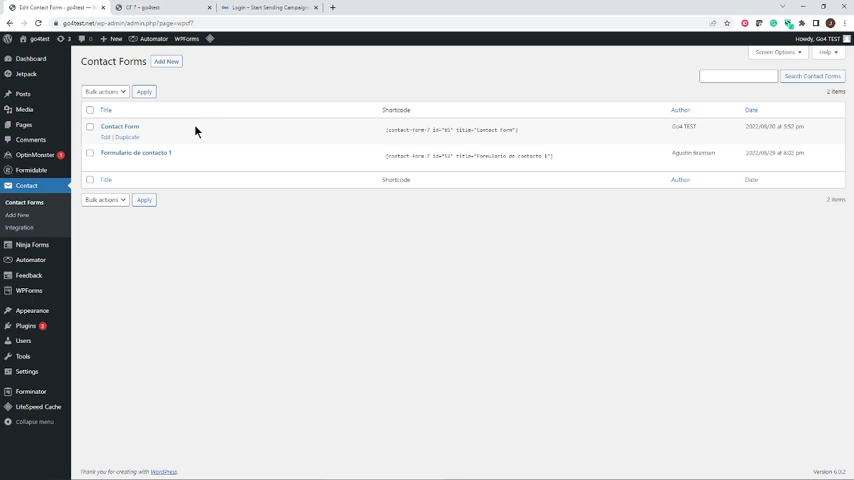 Edit Contact Form – go4test.net — W
CF 7 – go4test
Login – Start Sending Campaigns
go4test.net/wp-admin/admin.php?page=wpcf7
go4test 3 0 New Automator WPForms
Howdy, Go4 TEST
Screen Options
Help
Dashboard
Jetpack
Posts
Media
Pages
Comments
OptinMonster
Formidable
Contact
Contact Forms
Add New
Integration
Ninja Forms
Automator
Feedback
WPForms
Appearance
Plugins
Users
Tools
Settings
Forminator
LiteSpeed Cache
Collapse menu
Contact Forms Add New
Search Contact Forms
Bulk actions Apply
2 items
Title Shortcode Author Date
Contact Form [contact-form-7 id="85" title="Contact Form"] Go4 TEST 2022/08/30 at 5:52 pm
Edit | Duplicate
Formulario de contacto 1 [contact-form-7 id="52" title="Formulario de contacto 1"] Agustin Bramsen 2022/08/29 at 8:02 pm
Title Shortcode Author Date
Bulk actions Apply
2 items
Thank you for creating with WordPress.
Version 6.0.2